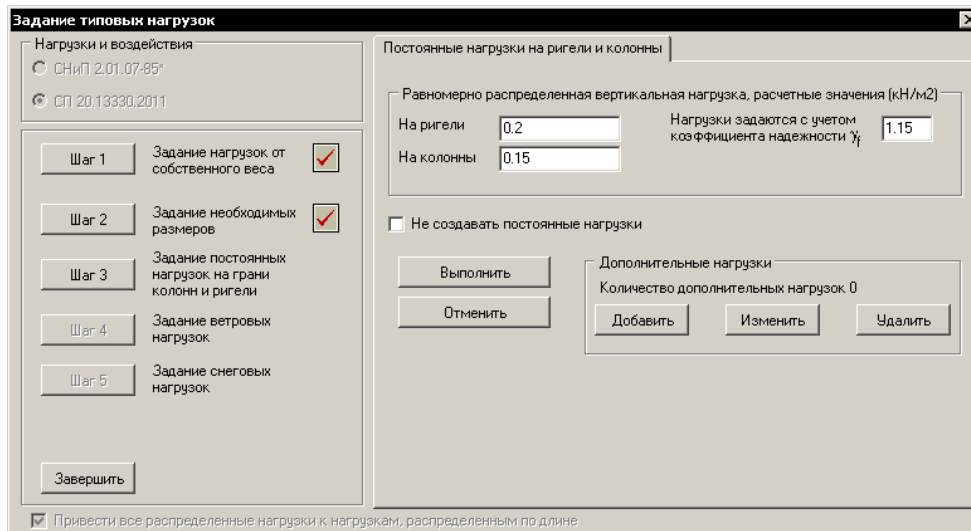 Задание типовых нагрузок
Нагрузки и воздействия
СНиП 2.01.07-85*
СП 20.13330.2011
Шаг 1
Задание нагрузок от
собственного веса
Шаг 2
Задание необходимых
размеров
Шаг 3
Задание постоянных
нагрузок на грани
колонн и ригели
Шаг 4
Задание ветровых
нагрузок
Шаг 5
Задание снеговых
нагрузок
Завершить
Постоянные нагрузки на ригели и колонны
Равномерно распределенная вертикальная нагрузка, расчетные значения (кН/м2)
На ригели
0.2
На колонны
0.15
Нагрузки задаются с учетом
коэффициента надежности γf
1.15
Не создавать постоянные нагрузки
Выполнить
Отменить
Дополнительные нагрузки
Количество дополнительных нагрузок 0
Добавить
Изменить
Удалить
Привести все распределенные нагрузки к нагрузкам, распределенным по длине